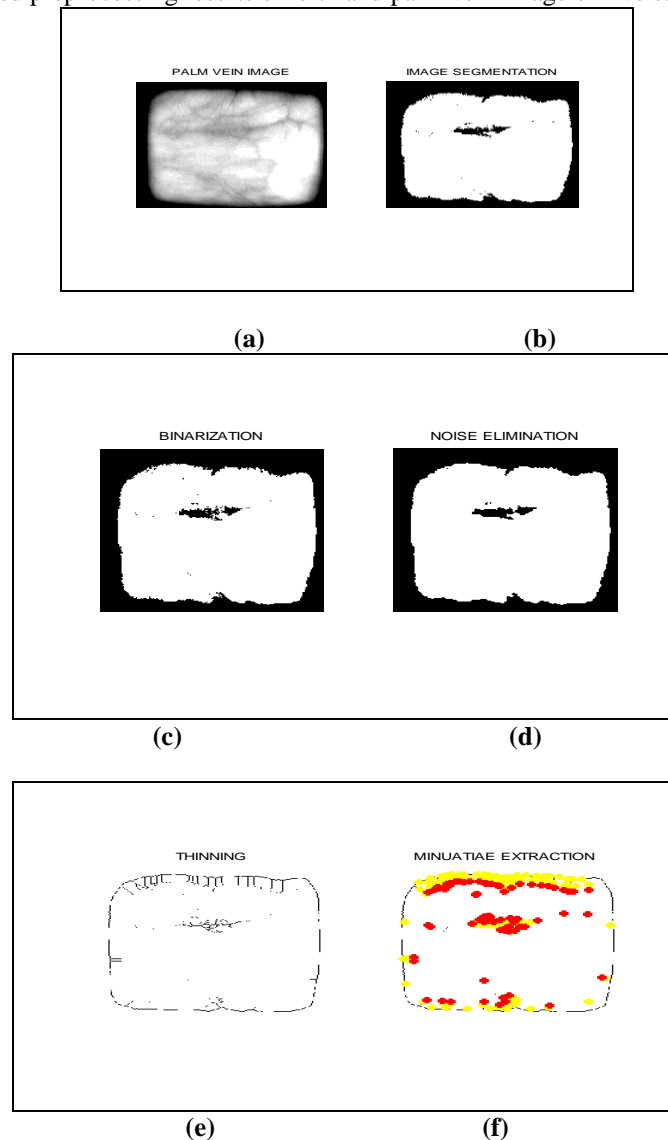 PALM VEIN IMAGE IMAGE SEGMENTATION
(a) (b)
BINARIZATION NOISE ELIMINATION
(c) (d)
THINNING MINUATIAE EXTRACTION
(e) (f)